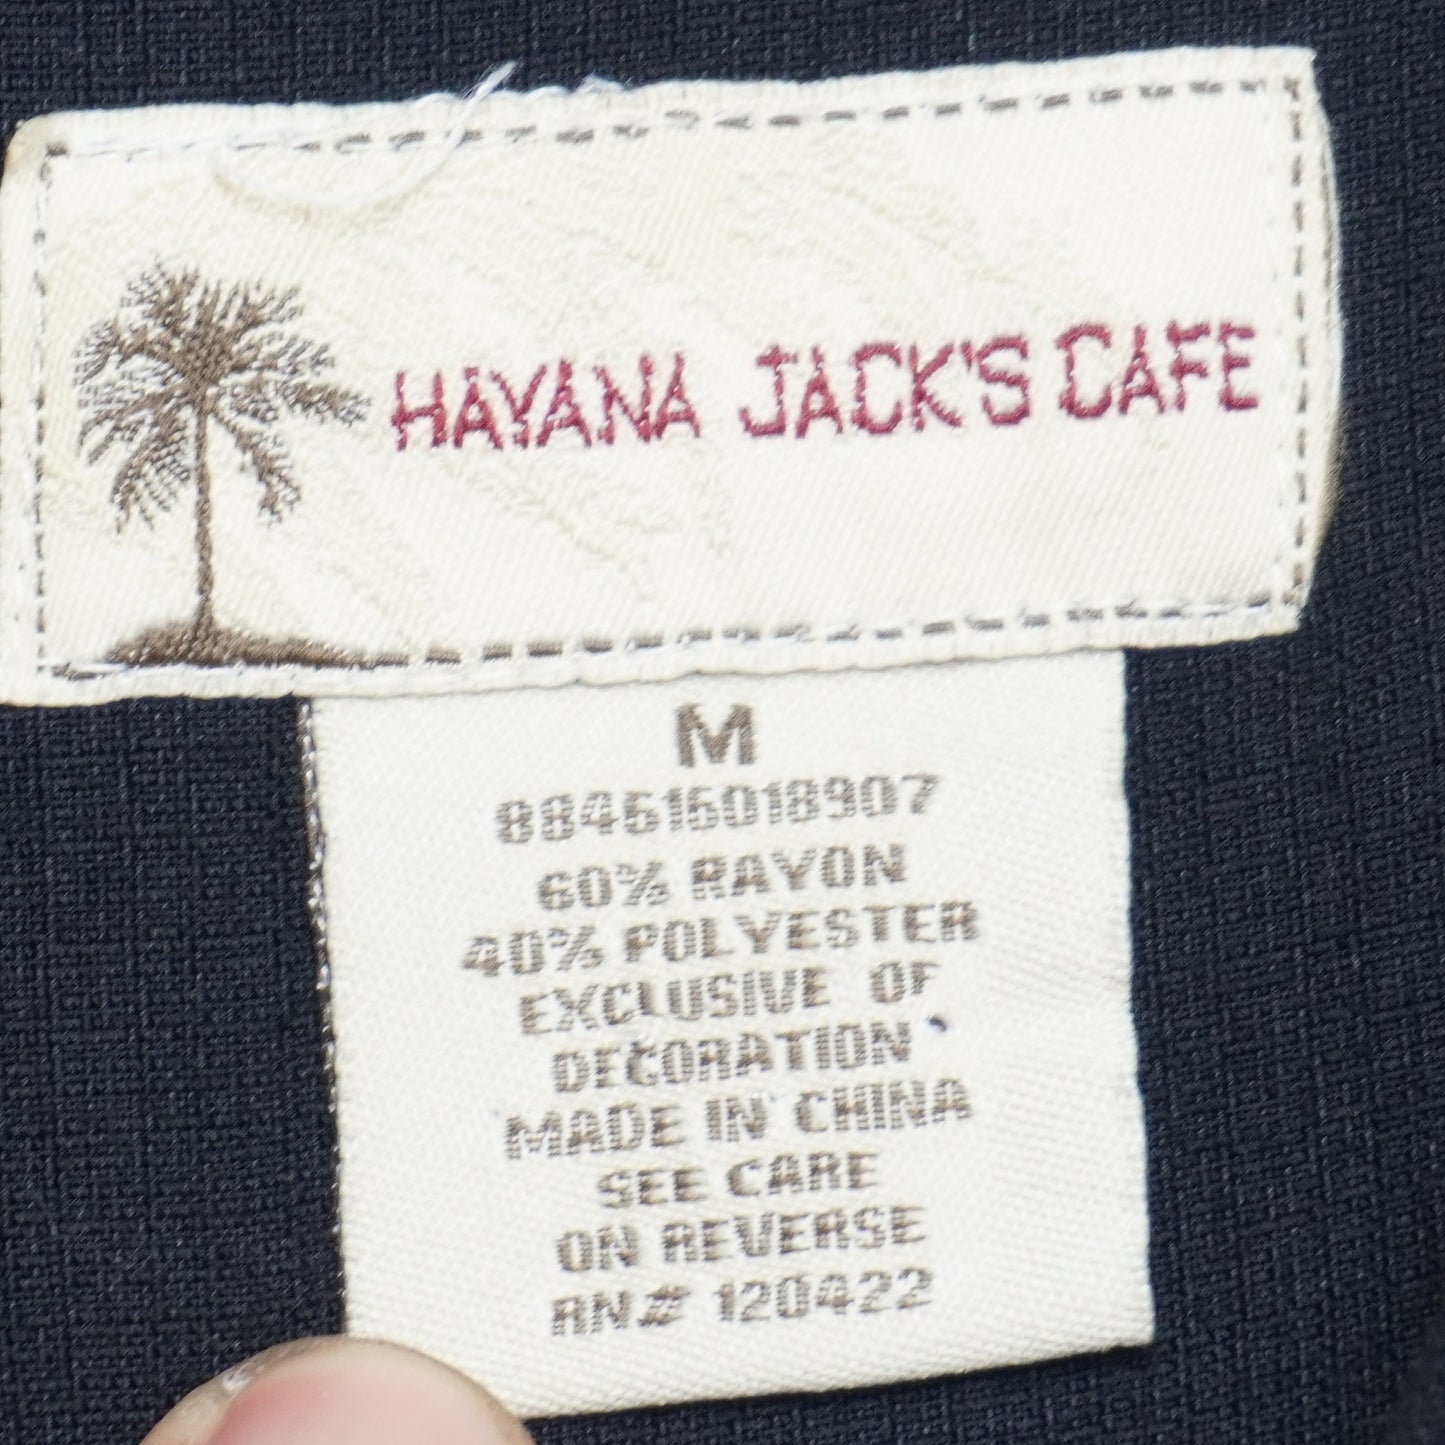 HAVANA JACK'S CAFE
M
884615018907
60% RAYON
40% POLYESTER
EXCLUSIVE OF
DECORATION
MADE IN CHINA
SEE CARE
ON REVERSE
RN# 120422